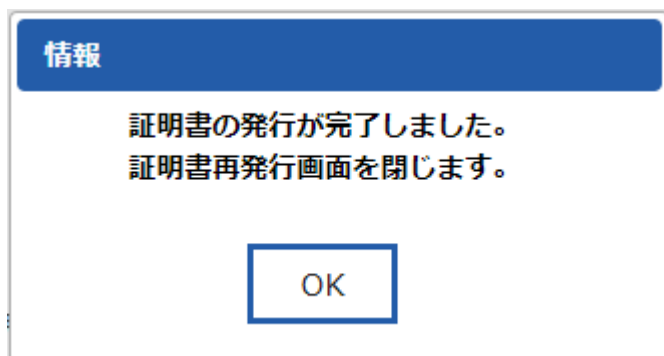 情報
証明書の発行が完了しました。
証明書再発行画面を閉じます。
OK